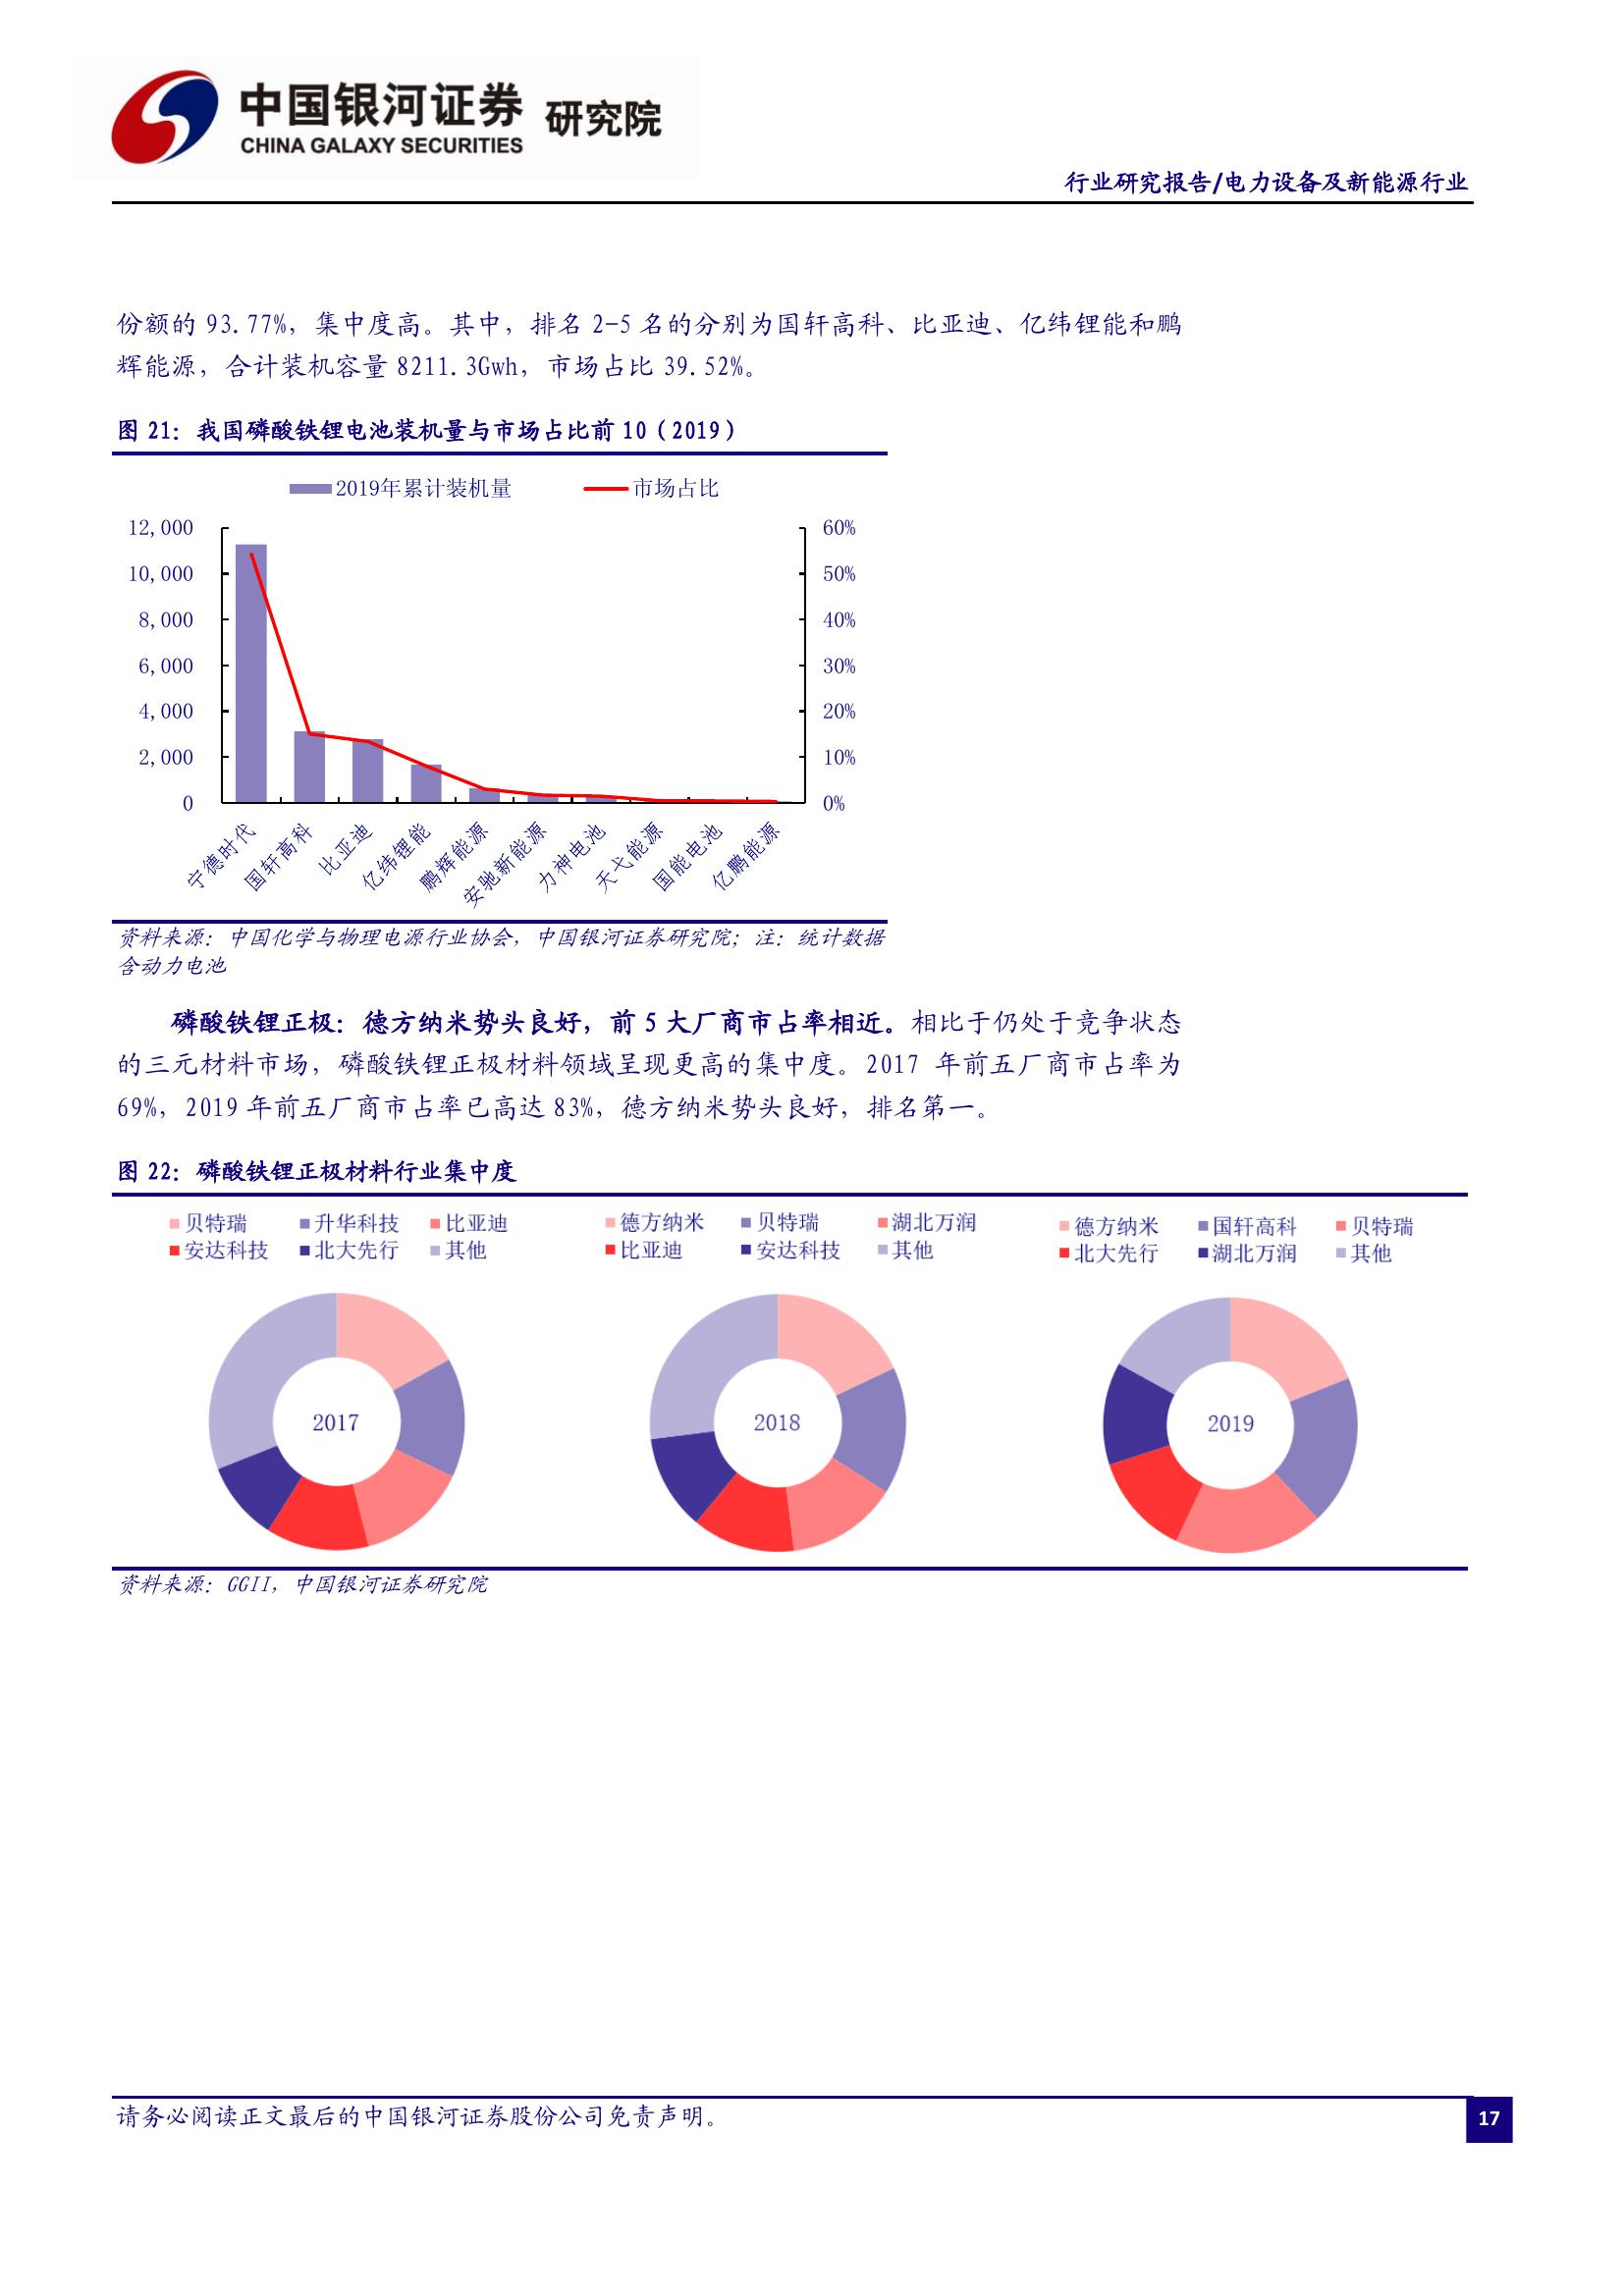 中国银河证券 研究院
CHINA GALAXY SECURITIES
行业研究报告/电力设备及新能源行业
份额的 93.77%，集中度高。其中，排名 2-5 名的分别为国轩高科、比亚迪、亿纬锂能和鹏
辉能源，合计装机容量 8211.3Gwh，市场占比 39.52%。
图 21：我国磷酸铁锂电池装机量与市场占比前 10（2019）
2019年累计装机量 市场占比
12,000 60%
10,000 50%
8,000 40%
6,000 30%
4,000 20%
2,000 10%
0 0%
宁德时代 国轩高科 比亚迪 亿纬锂能 鹏辉能源 安驰新能源 力神电池 天弋能源 国能电池 亿鹏能源
资料来源：中国化学与物理电源行业协会，中国银河证券研究院；注：统计数据
含动力电池
磷酸铁锂正极：德方纳米势头良好，前 5 大厂商市占率相近。相比于仍处于竞争状态
的三元材料市场，磷酸铁锂正极材料领域呈现更高的集中度。2017 年前五厂商市占率为
69%，2019 年前五厂商市占率已高达 83%，德方纳米势头良好，排名第一。
图 22：磷酸铁锂正极材料行业集中度
贝特瑞 升华科技 比亚迪
安达科技 北大先行 其他
2017
德方纳米 贝特瑞 湖北万润
比亚迪 安达科技 其他
2018
德方纳米 国轩高科 贝特瑞
北大先行 湖北万润 其他
2019
资料来源：GGII，中国银河证券研究院
请务必阅读正文最后的中国银河证券股份公司免责声明。
17